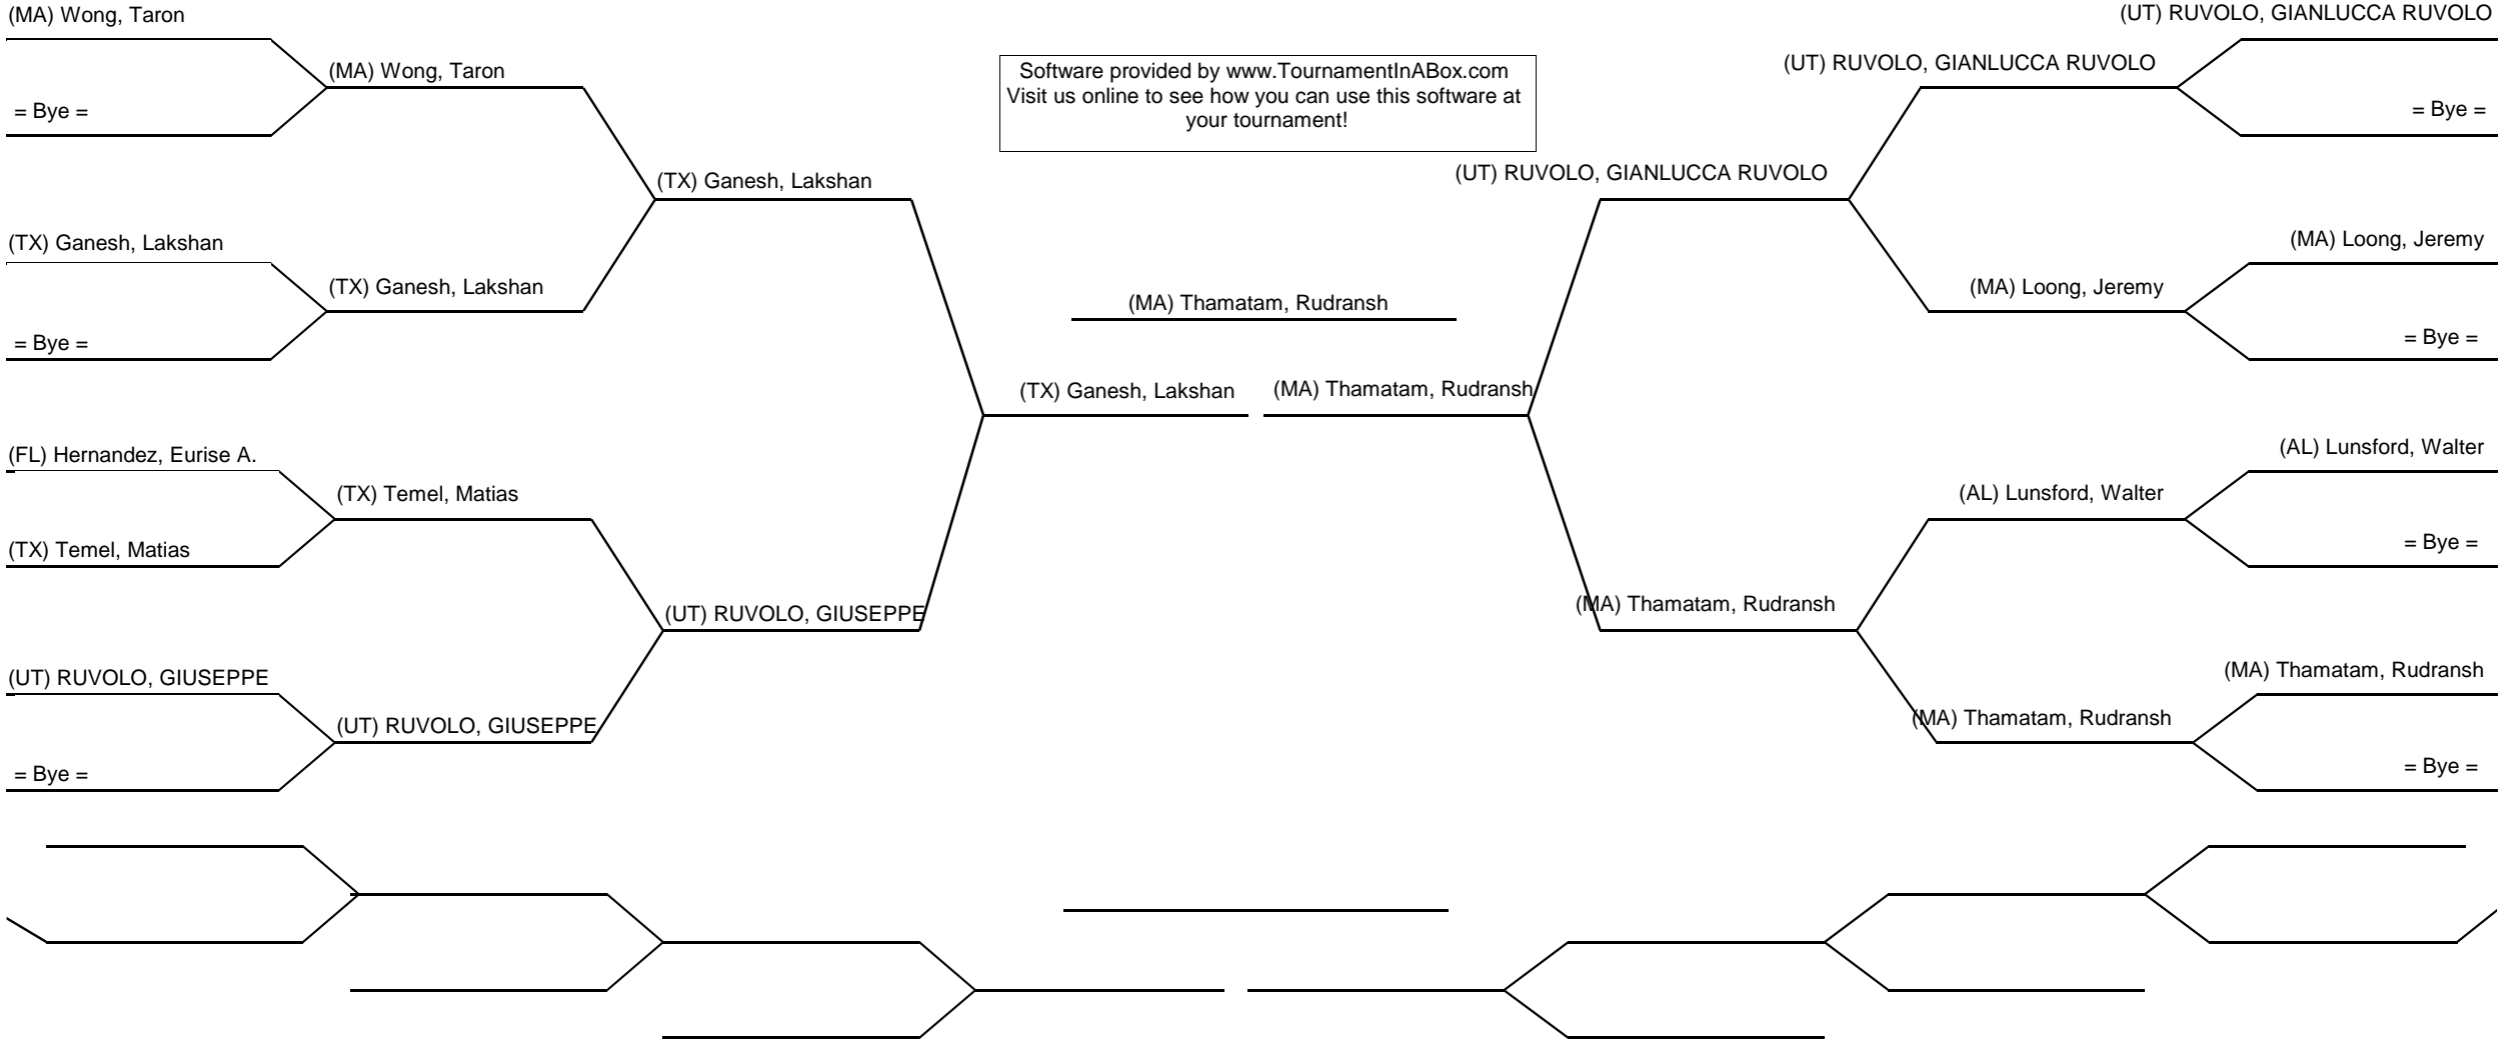 (MA) Wong, Taron
(MA) Wong, Taron
= Bye =
(TX) Ganesh, Lakshan
(TX) Ganesh, Lakshan
(TX) Ganesh, Lakshan
= Bye =
(FL) Hernandez, Eurise A.
(TX) Temel, Matias
(TX) Temel, Matias
(UT) RUVOLO, GIUSEPPE
(UT) RUVOLO, GIUSEPPE
(UT) RUVOLO, GIUSEPPE
= Bye =
Software provided by www.TournamentInABox.com
Visit us online to see how you can use this software at
your tournament!
(MA) Thamatam, Rudransh
(TX) Ganesh, Lakshan
(MA) Thamatam, Rudransh
(UT) RUVOLO, GIANLUCCA RUVOLO
(UT) RUVOLO, GIANLUCCA RUVOLO
= Bye =
(UT) RUVOLO, GIANLUCCA RUVOLO
(MA) Loong, Jeremy
(MA) Loong, Jeremy
= Bye =
(AL) Lunsford, Walter
(AL) Lunsford, Walter
= Bye =
(MA) Thamatam, Rudransh
(MA) Thamatam, Rudransh
(MA) Thamatam, Rudransh
= Bye =